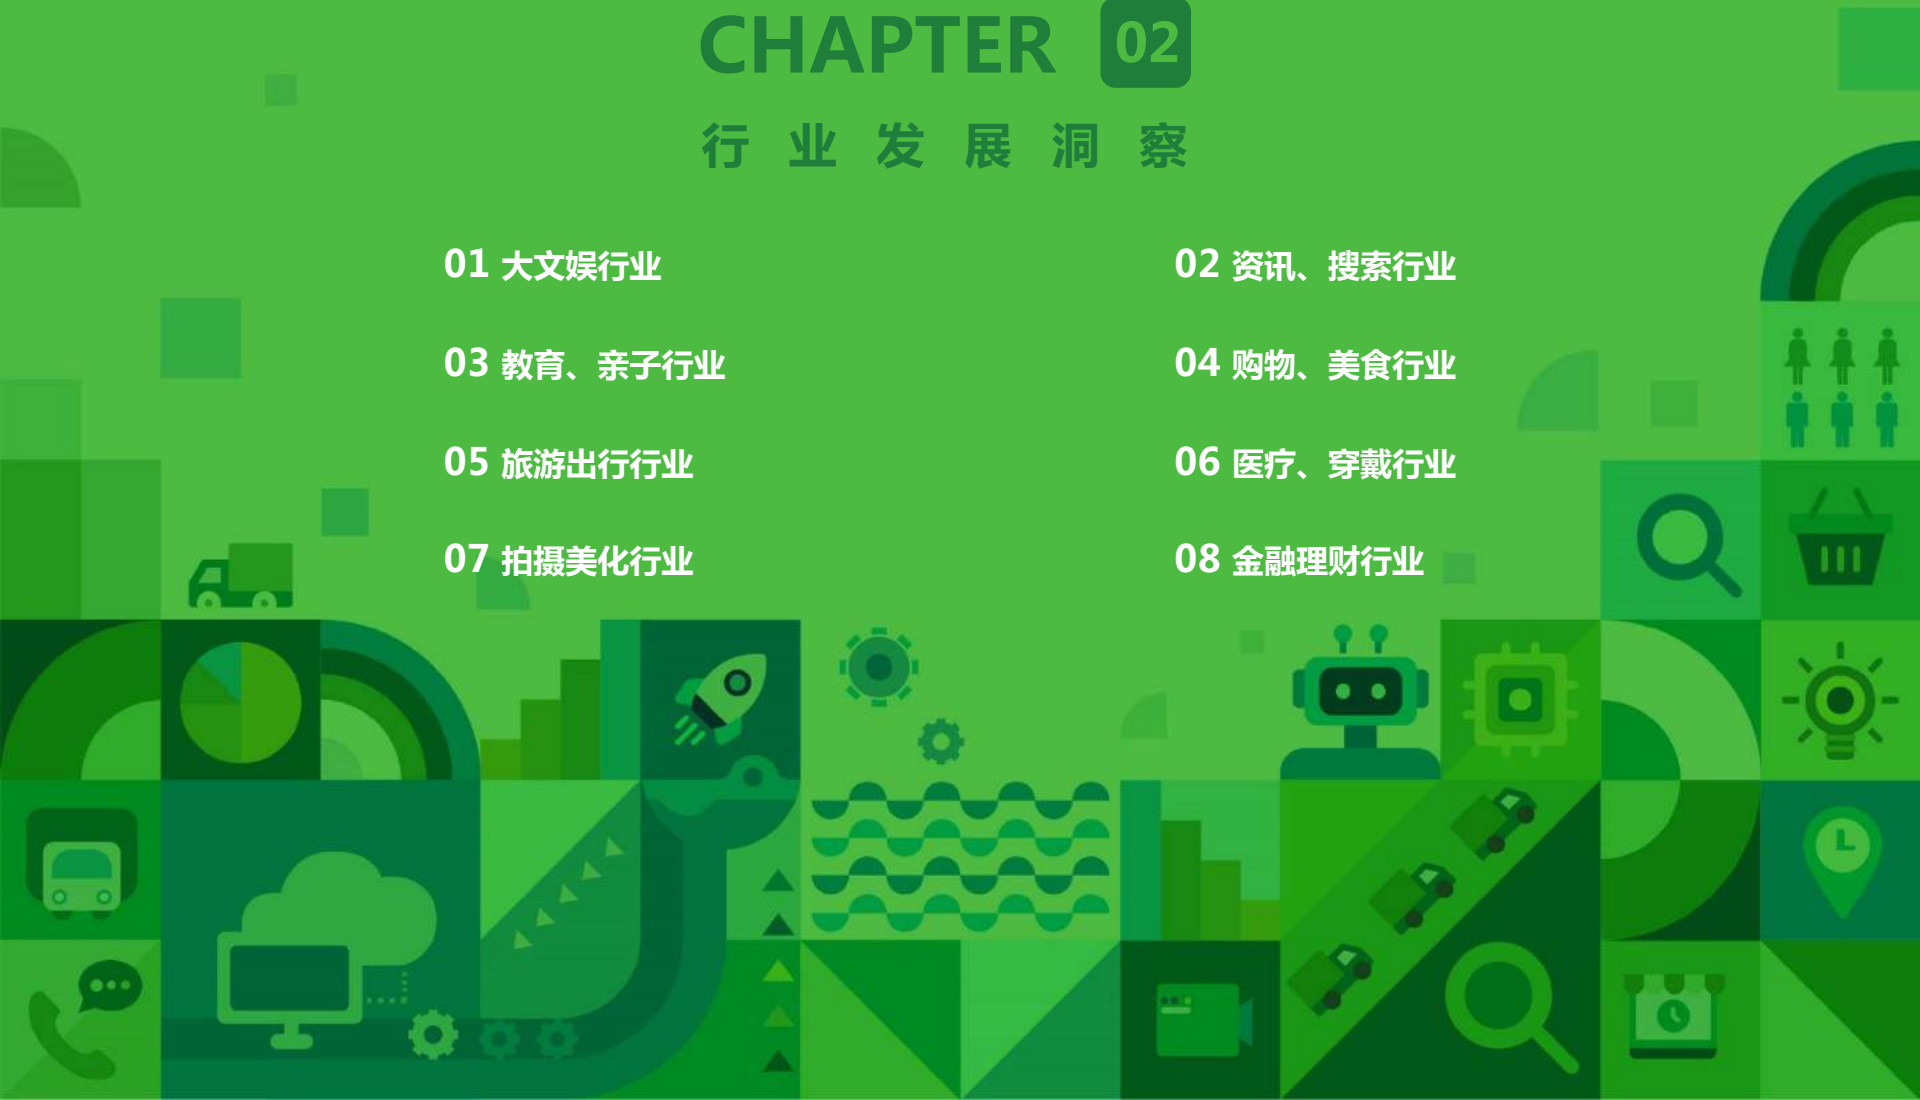 CHAPTER 02
行业发展洞察
01 大文娱行业
02 资讯、搜索行业
03 教育、亲子行业
04 购物、美食行业
05 旅游出行行业
06 医疗、穿戴行业
07 拍摄美化行业
08 金融理财行业